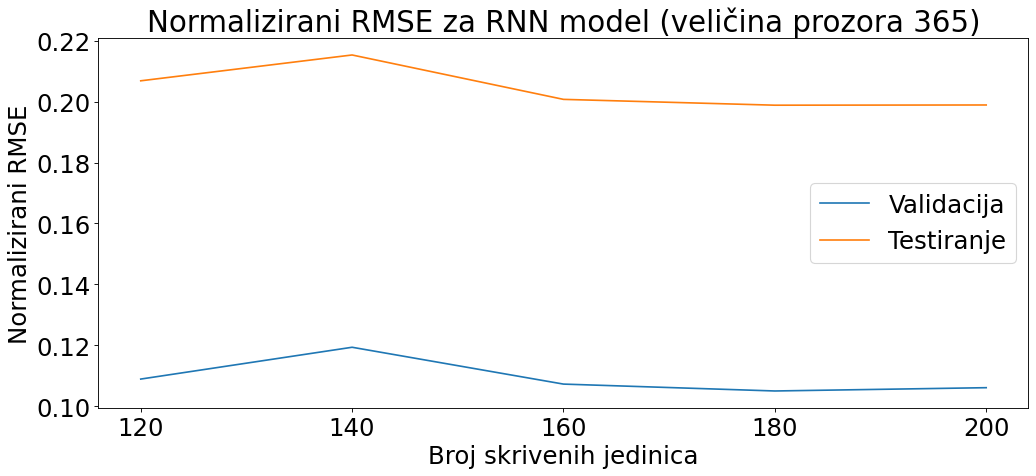 Normalizirani RMSE za RNN model (veličina prozora 365)
Normalizirani RMSE
0.22
0.20
0.18
0.16
0.14
0.12
0.10
Validacija
Testiranje
120 140 160 180 200
Broj skrivenih jedinica